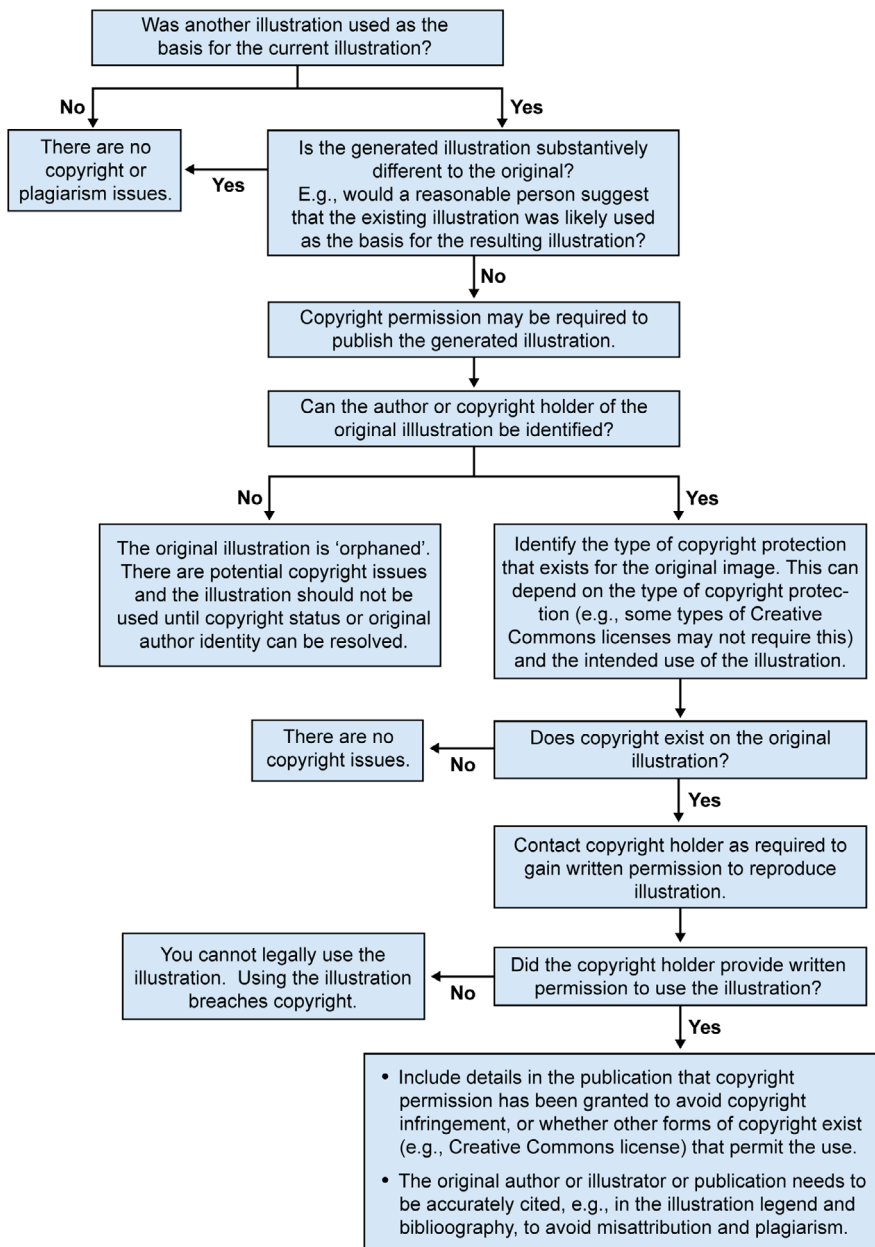 Was another illustration used as the
basis for the current illustration?
No
Yes
There are no
copyright or
plagiarism issues.
Yes
Is the generated illustration substantively
different to the original?
E.g., would a reasonable person suggest
that the existing illustration was likely used
as the basis for the resulting illustration?
No
Copyright permission may be required to
publish the generated illustration.
Can the author or copyright holder of the
original illlustration be identified?
No
Yes
The original illustration is ‘orphaned’.
There are potential copyright issues
and the illustration should not be
used until copyright status or original
author identity can be resolved.
Identify the type of copyright protection
that exists for the original image. This can
depend on the type of copyright protec-
tion (e.g., some types of Creative
Commons licenses may not require this)
and the intended use of the illustration.
There are no
copyright issues.
No
Does copyright exist on the original
illustration?
Yes
Contact copyright holder as required to
gain written permission to reproduce
illustration.
You cannot legally use the
illustration.  Using the illustration
breaches copyright.
No
Did the copyright holder provide written
permission to use the illustration?
Yes
• Include details in the publication that copyright
permission has been granted to avoid copyright
infringement, or whether other forms of copyright exist
(e.g., Creative Commons license) that permit the use.
• The original author or illustrator or publication needs to
be accurately cited, e.g., in the illustration legend and
biblioography, to avoid misattribution and plagiarism.